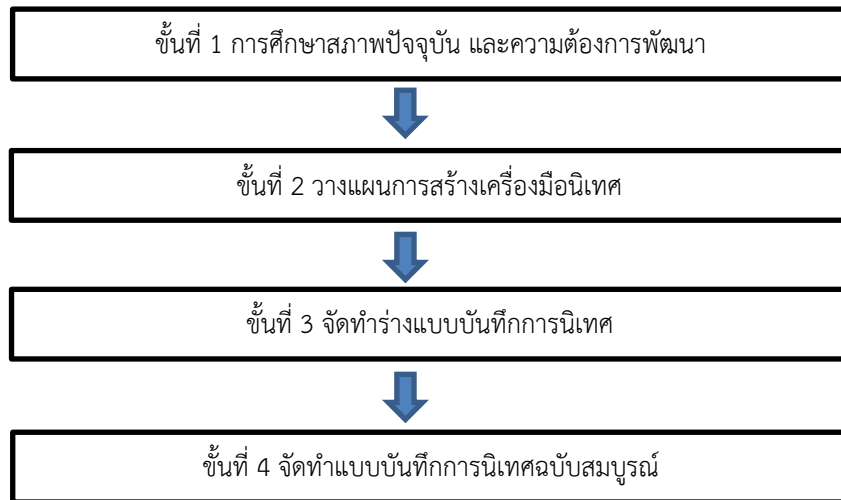 ขั้นที่ 1 การศึกษาสภาพปัจจุบัน และความต้องการพัฒนา
ขั้นที่ 2 วางแผนการสร้างเครื่องมือนิเทศ
ขั้นที่ 3 จัดทำร่างแบบบันทึกการนิเทศ
ขั้นที่ 4 จัดทำแบบบันทึกการนิเทศฉบับสมบูรณ์